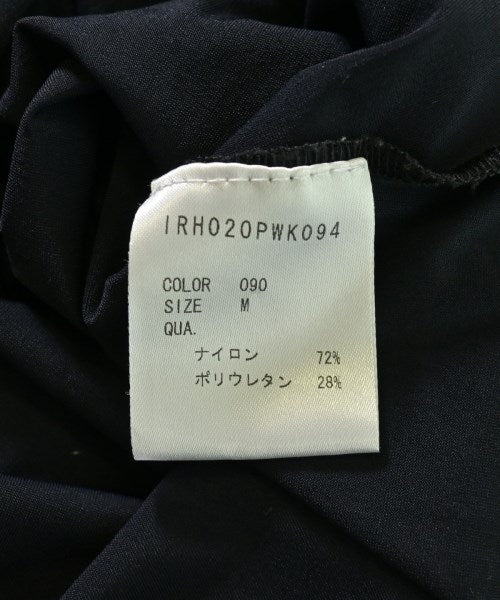 IRH020PWK094
COLOR 090
SIZE M
QUA.
ナイロン 72%
ポリウレタン 28%